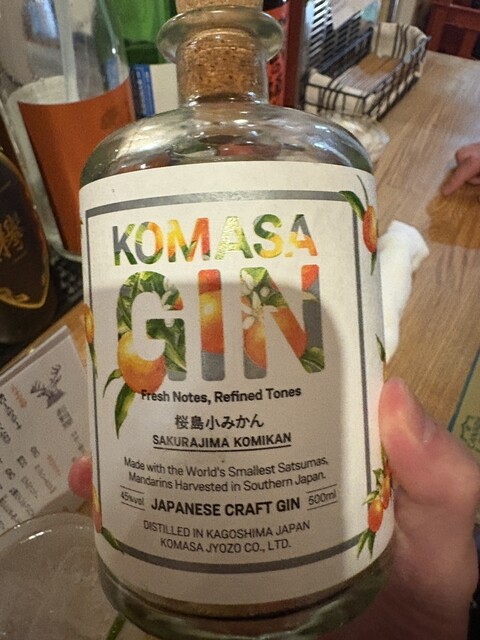 KOMASA
GIN
Fresh Notes, Refined Tones
桜島小みかん
SAKURAJIMA KOMIKAN
Made with the World's Smallest Satsumas,
Mandarins Harvested in Southern Japan.
45%vol JAPANESE CRAFT GIN 500ml
DISTILLED IN KAGOSHIMA JAPAN
KOMASA JYOZO CO., LTD.